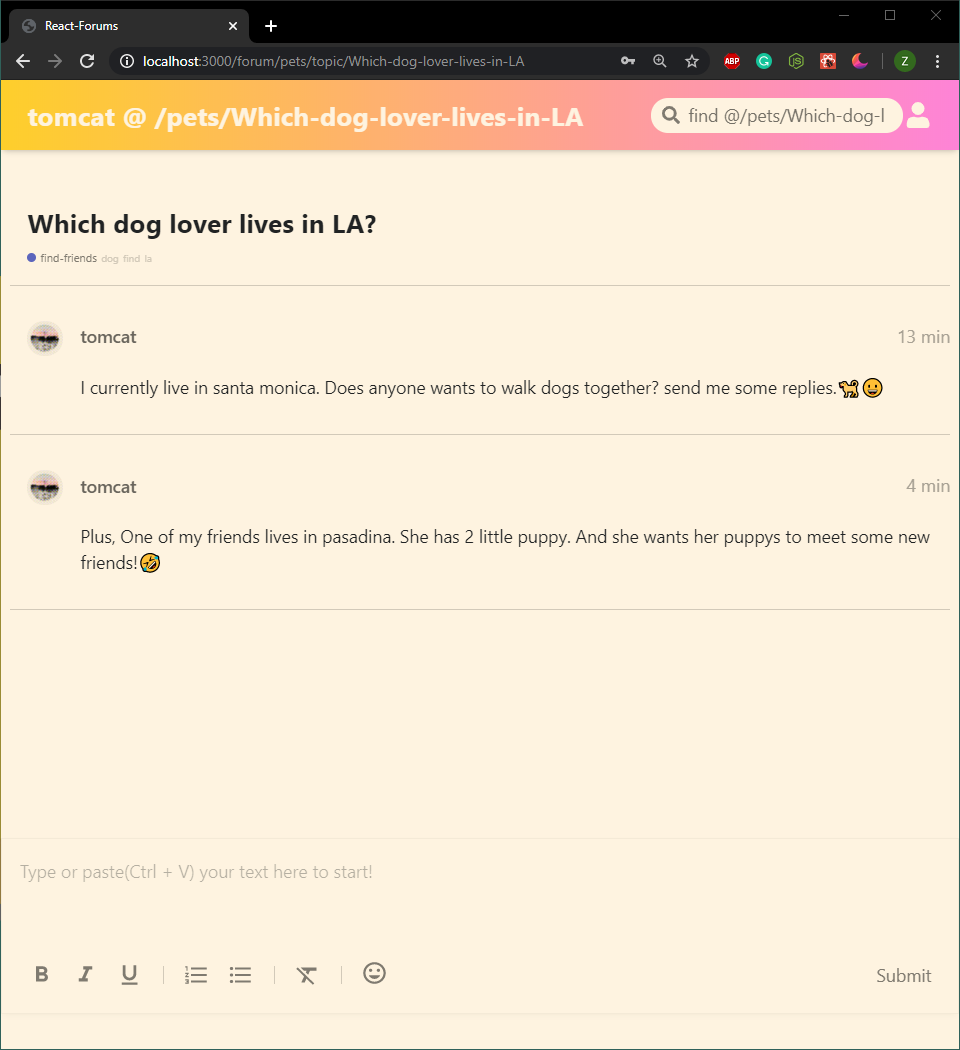 React-Forums
localhost:3000/forum/pets/topic/Which-dog-lover-lives-in-LA
ABP
G
JS
Z
tomcat @ /pets/Which-dog-lover-lives-in-LA
find @/pets/Which-dog-l
Which dog lover lives in LA?
find-friends dog find la
tomcat
13 min
I currently live in santa monica. Does anyone wants to walk dogs together? send me some replies.🐕😀
tomcat
4 min
Plus, One of my friends lives in pasadina. She has 2 little puppy. And she wants her puppys to meet some new
friends!🤣
Type or paste(Ctrl + V) your text here to start!
B I U
Submit